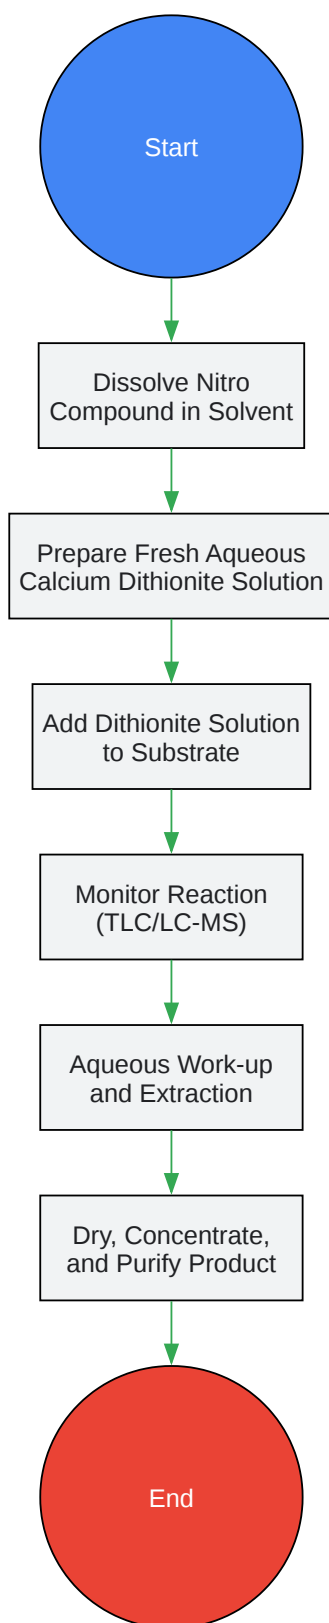 Start
Dissolve Nitro
Compound in Solvent
Prepare Fresh Aqueous
Calcium Dithionite Solution
Add Dithionite Solution
to Substrate
Monitor Reaction
(TLC/LC-MS)
Aqueous Work-up
and Extraction
Dry, Concentrate,
and Purify Product
End